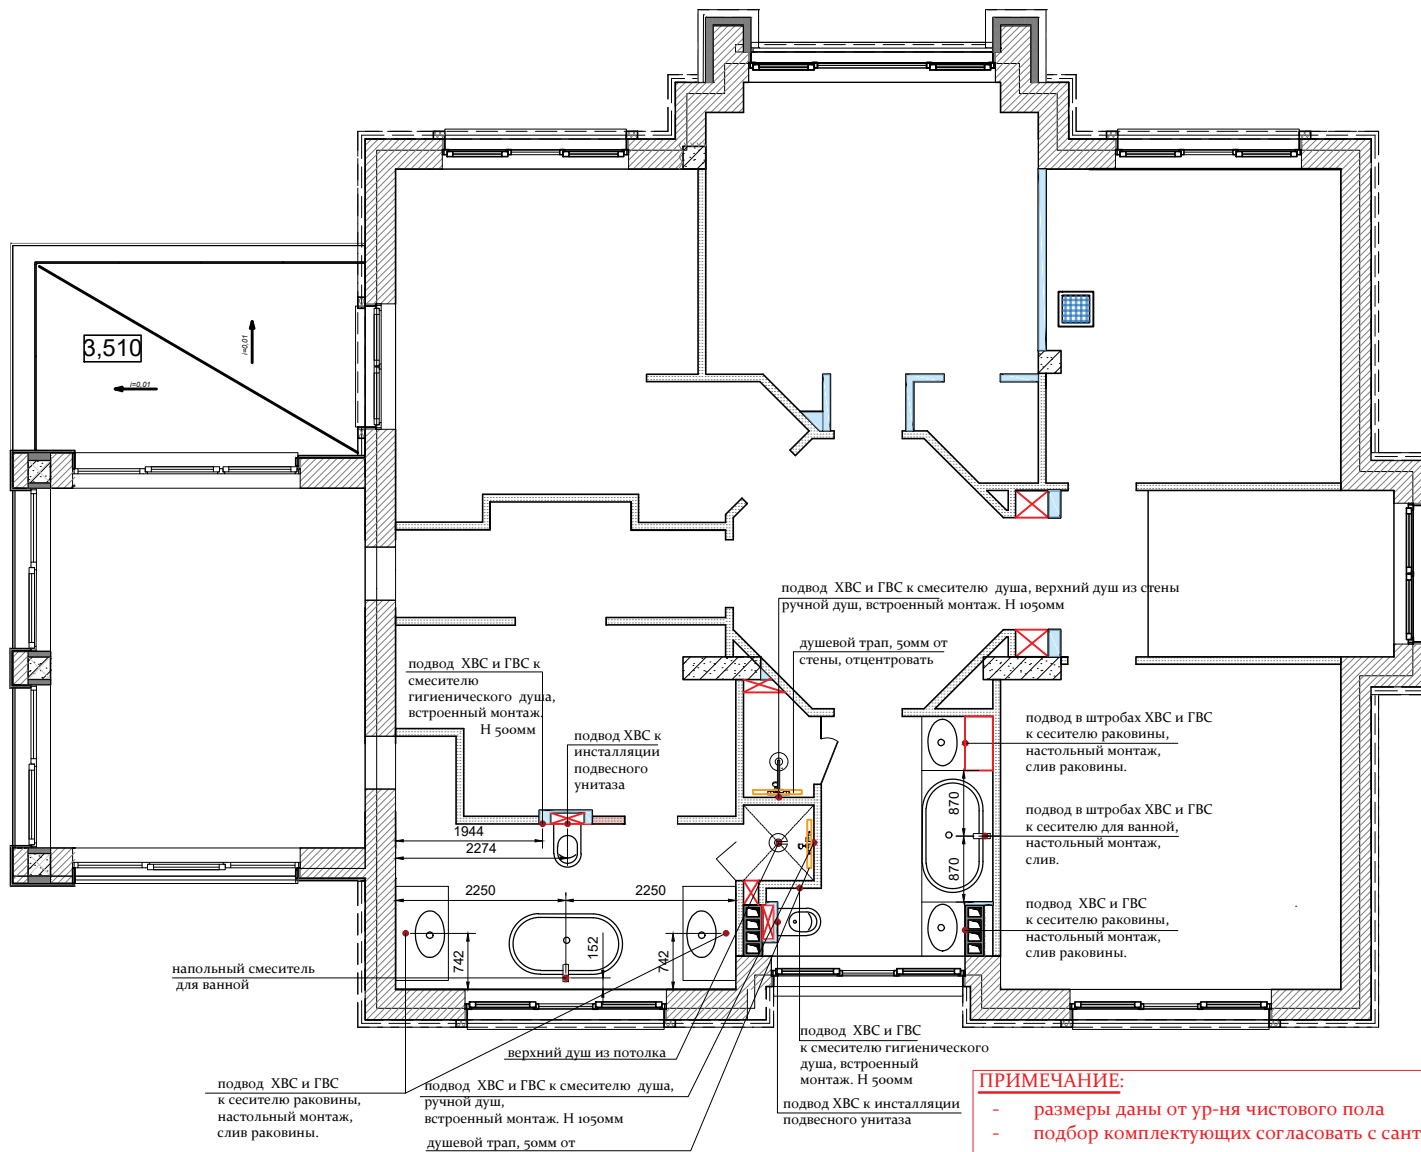 3,510
i=0,01
i=0,01
подвод ХВС и ГВС к смесителю душа, верхний душ из стены
ручной душ, встроенный монтаж. Н 1050мм
душевой трап, 50мм от
стены, отцентровать
подвод ХВС и ГВС к
смесителю
гигиенического душа,
встроенный монтаж.
Н 500мм
подвод ХВС к
инсталляции
подвесного
унитаза
подвод в штробах ХВС и ГВС
к сесителю раковины,
настольный монтаж,
слив раковины.
870
870
подвод в штробах ХВС и ГВС
к сесителю для ванной,
настольный монтаж,
слив.
1944
2274
2250
2250
подвод ХВС и ГВС
к сесителю раковины,
настольный монтаж,
слив раковины.
742
152
742
напольный смеситель
для ванной
верхний душ из потолка
подвод ХВС и ГВС
к смесителю гигиенического
душа, встроенный
монтаж. Н 500мм
подвод ХВС и ГВС
к сесителю раковины,
настольный монтаж,
слив раковины.
подвод ХВС и ГВС к смесителю душа,
ручной душ,
встроенный монтаж. Н 1050мм
подвод ХВС к инсталляции
подвесного унитаза
душевой трап, 50мм от
ПРИМЕЧАНИЕ:
- размеры даны от ур-ня чистового пола
- подбор комплектующих согласовать с сант